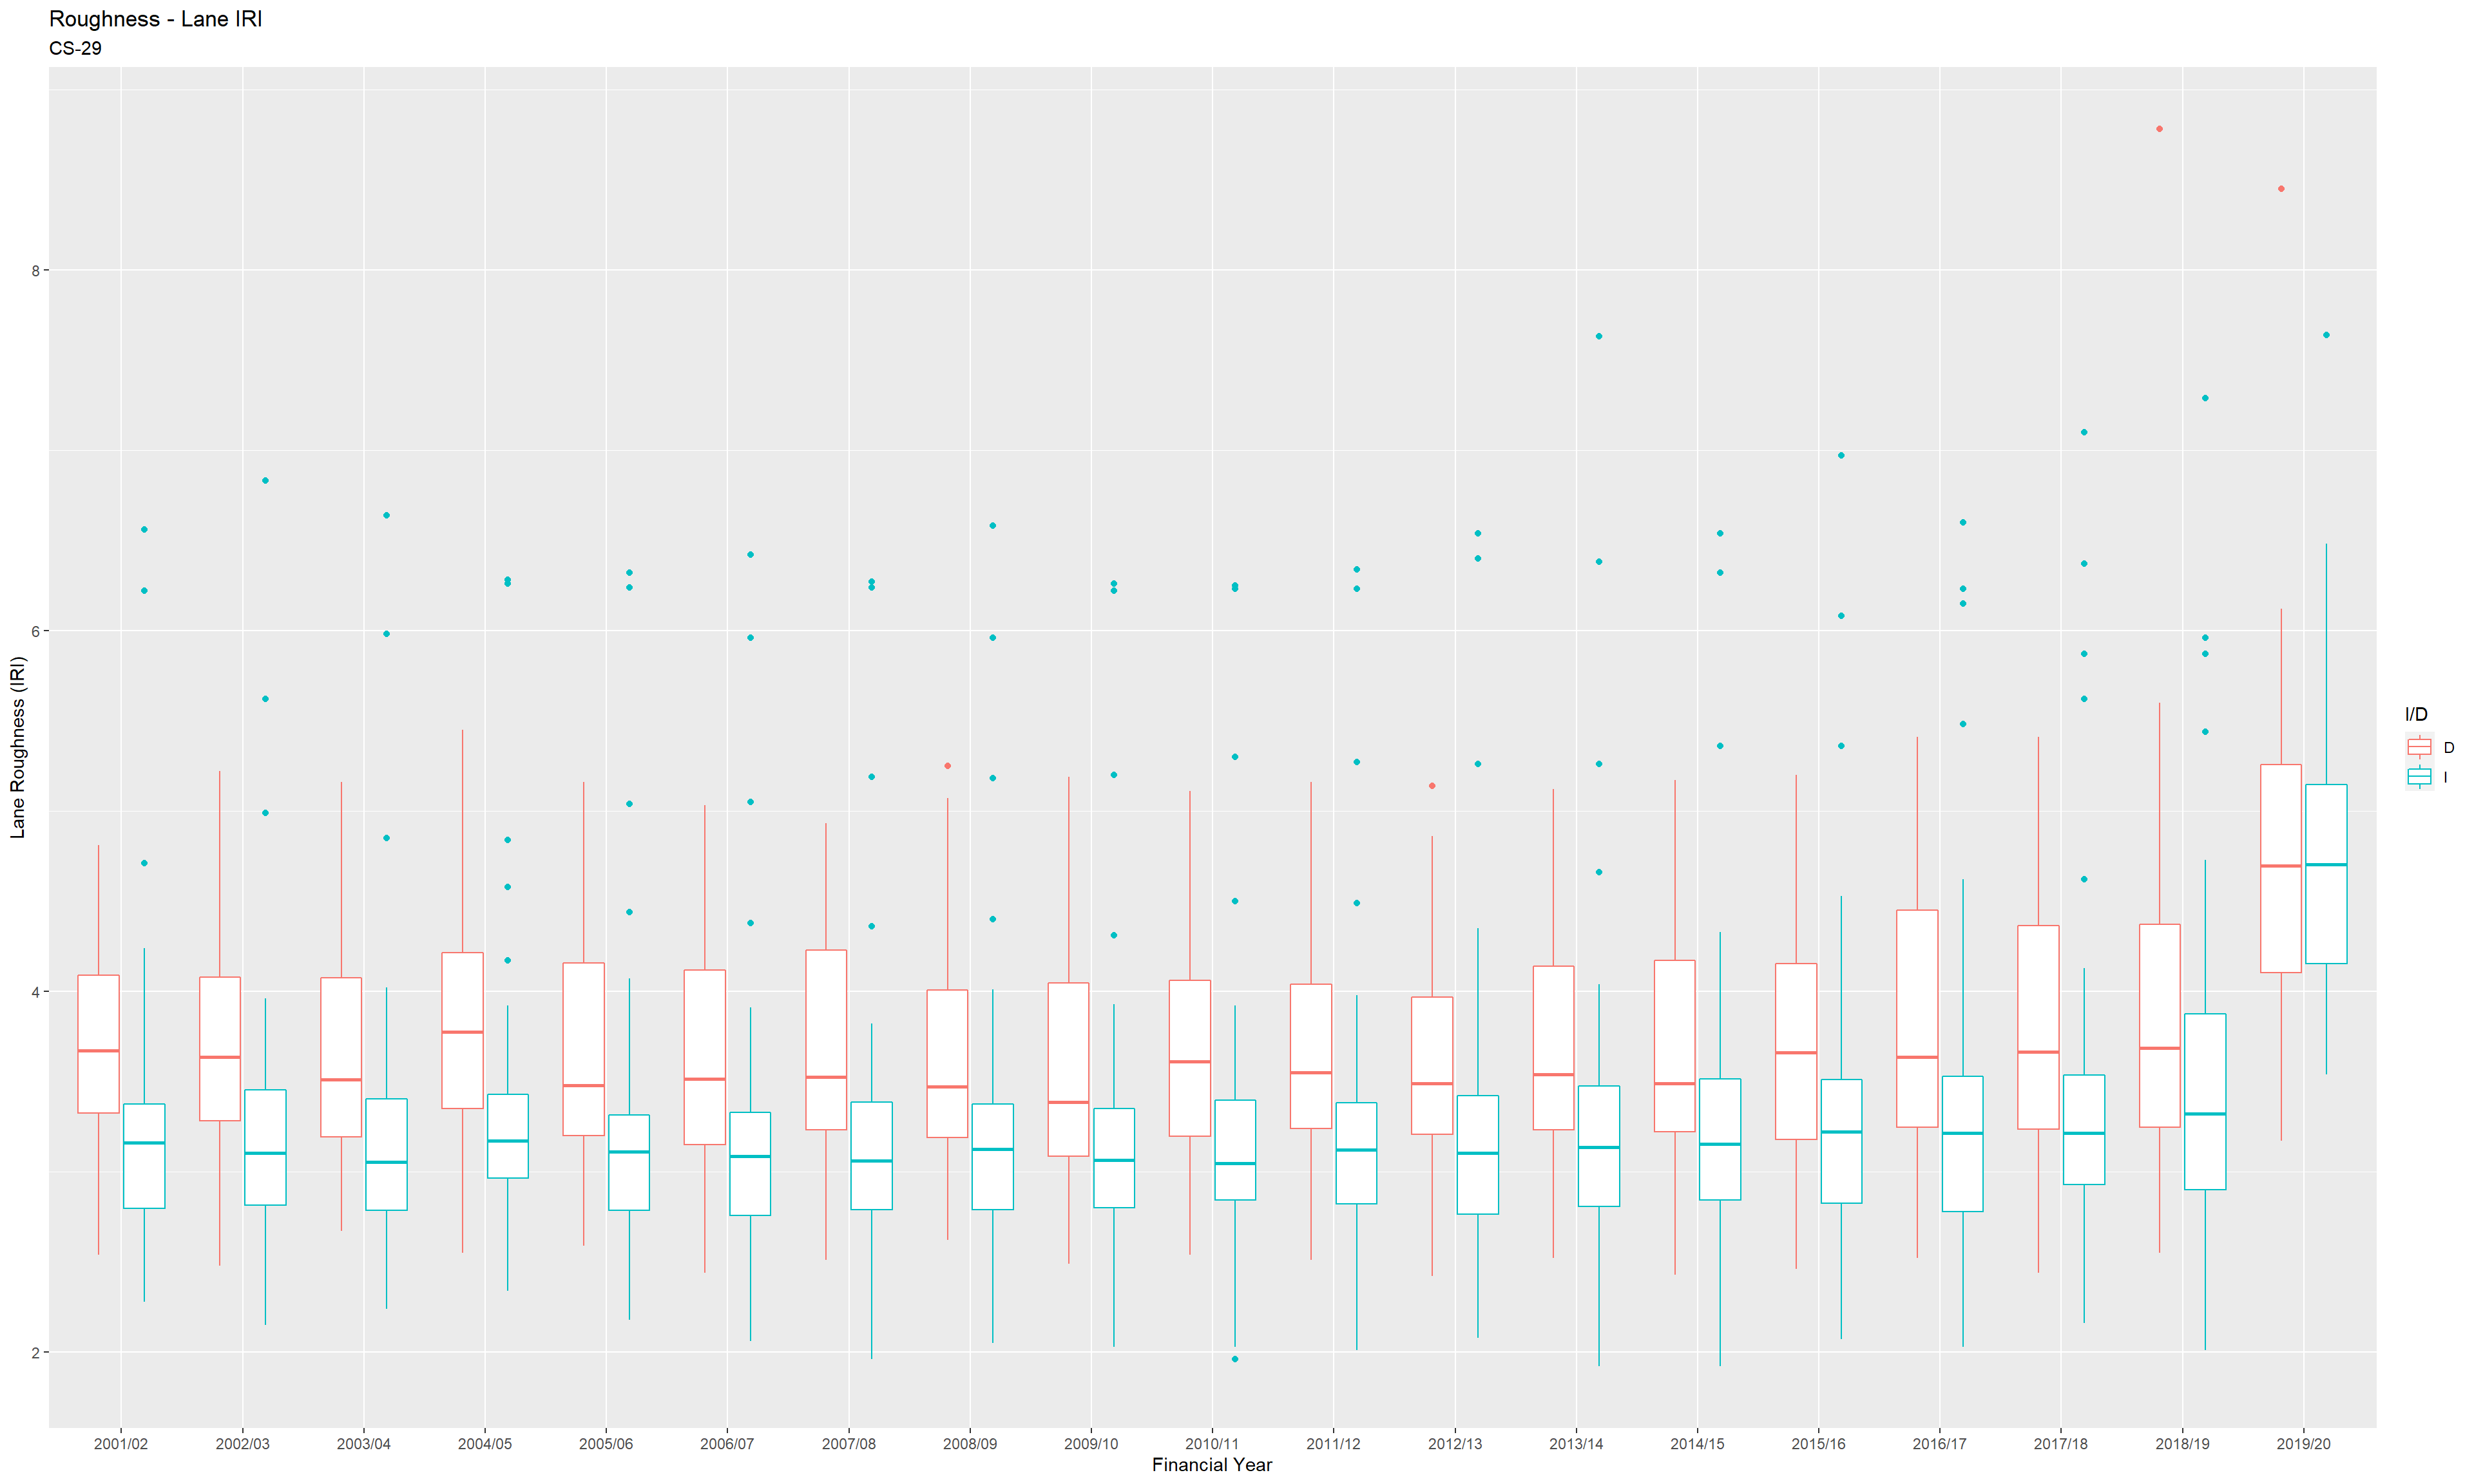 Roughness - Lane IRI
CS-29
Lane Roughness (IRI)
8
6
4
2
2001/02 2002/03 2003/04 2004/05 2005/06 2006/07 2007/08 2008/09 2009/10 2010/11 2011/12 2012/13 2013/14 2014/15 2015/16 2016/17 2017/18 2018/19 2019/20
Financial Year
I/D
D
I